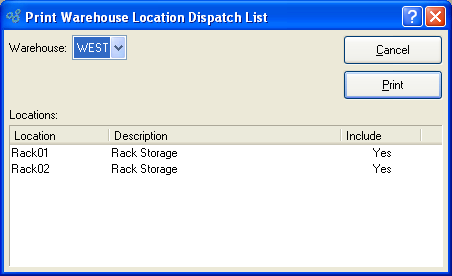 Print Warehouse Location Dispatch List
Warehouse: WEST
Cancel
Print
Locations:
Location Description Include
Rack01 Rack Storage Yes
Rack02 Rack Storage Yes